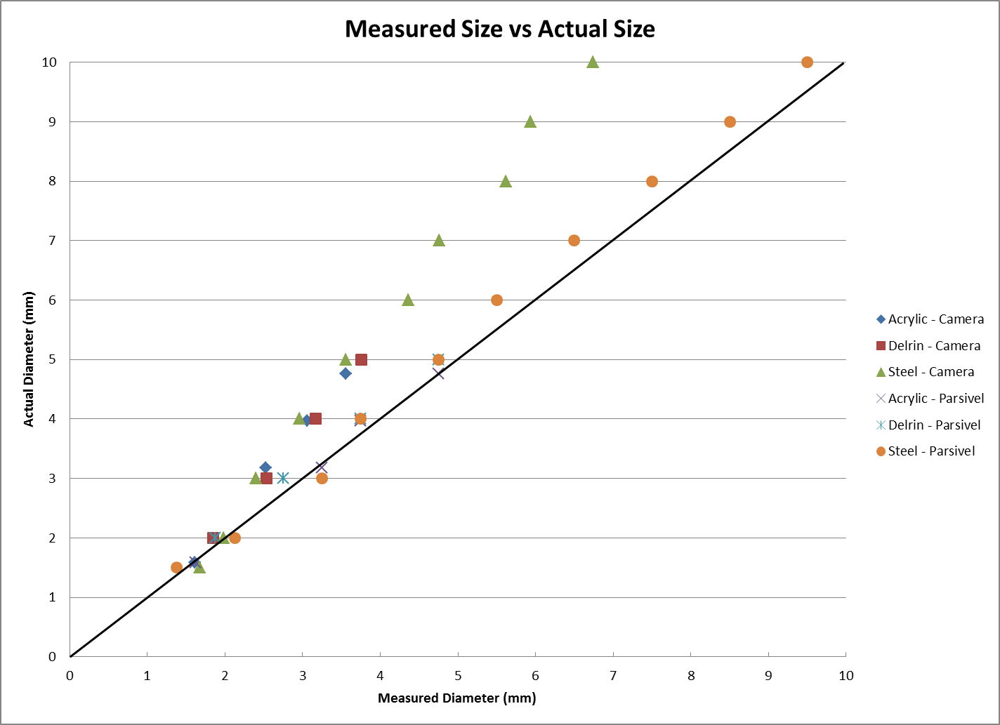 Measured Size vs Actual Size
10
9
8
7
6
5
4
3
2
1
0
Actual Diameter (mm)
0 1 2 3 4 5 6 7 8 9 10
Measured Diameter (mm)
Acrylic - Camera
Delrin - Camera
Steel - Camera
Acrylic - Parsivel
Delrin - Parsivel
Steel - Parsivel